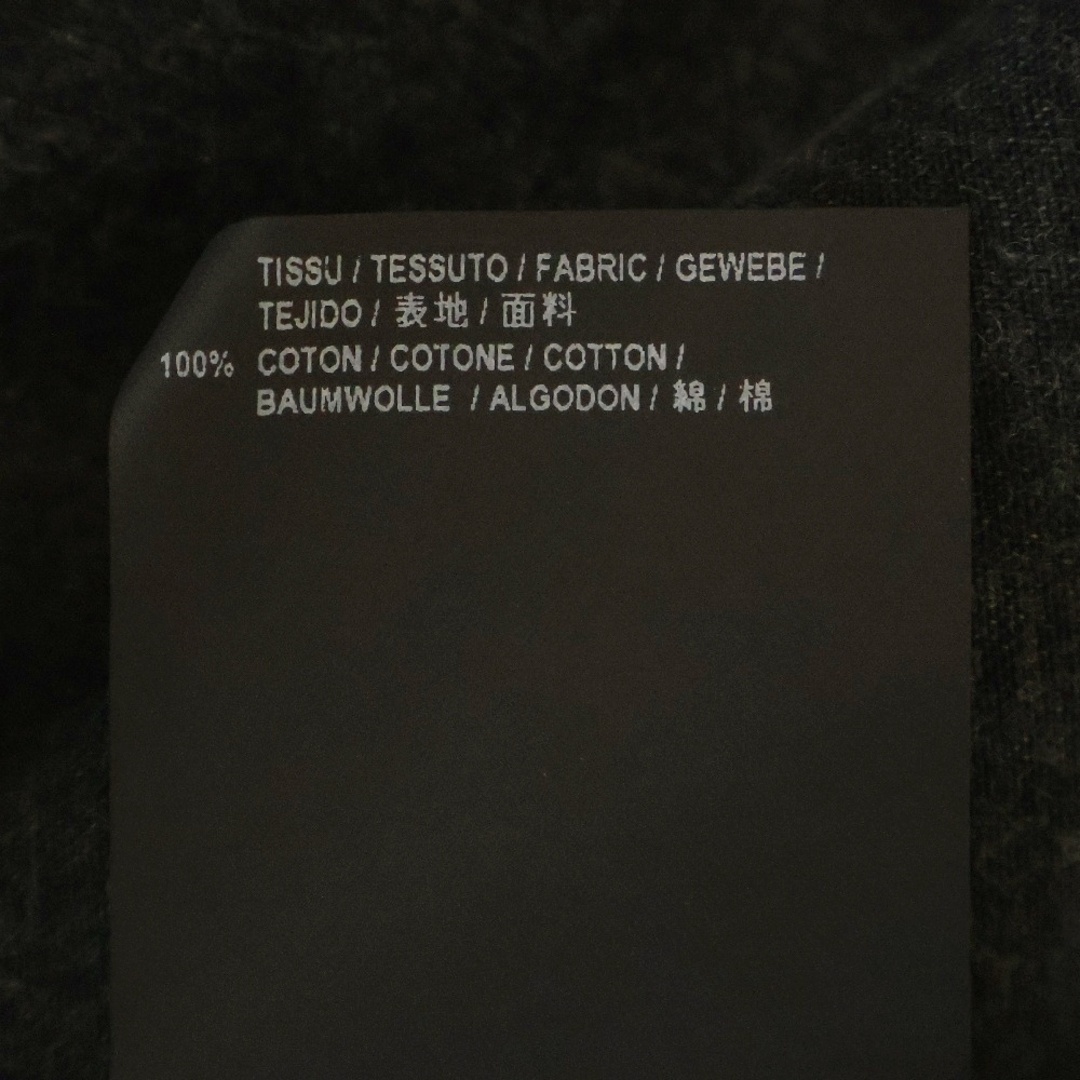 TISSU / TESSUTO / FABRIC / GEWEBE /
TEJIDO / 表地 / 面料
100% COTON / COTONE / COTTON /
BAUMWOLLE / ALGODON / 綿 / 棉